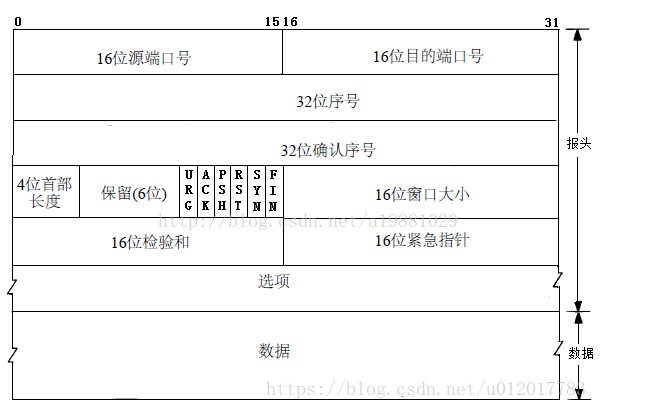 0 15 16 31
16位源端口号 16位目的端口号
32位序号
报头
32位确认序号
4位首部
长度
保留(6位)
URG ACK PSH RST SYN FIN
16位窗口大小
http://blog.csdn.net/a19881029
16位检验和 16位紧急指针
选项
数据
数据
https://blog.csdn.net/u012017783